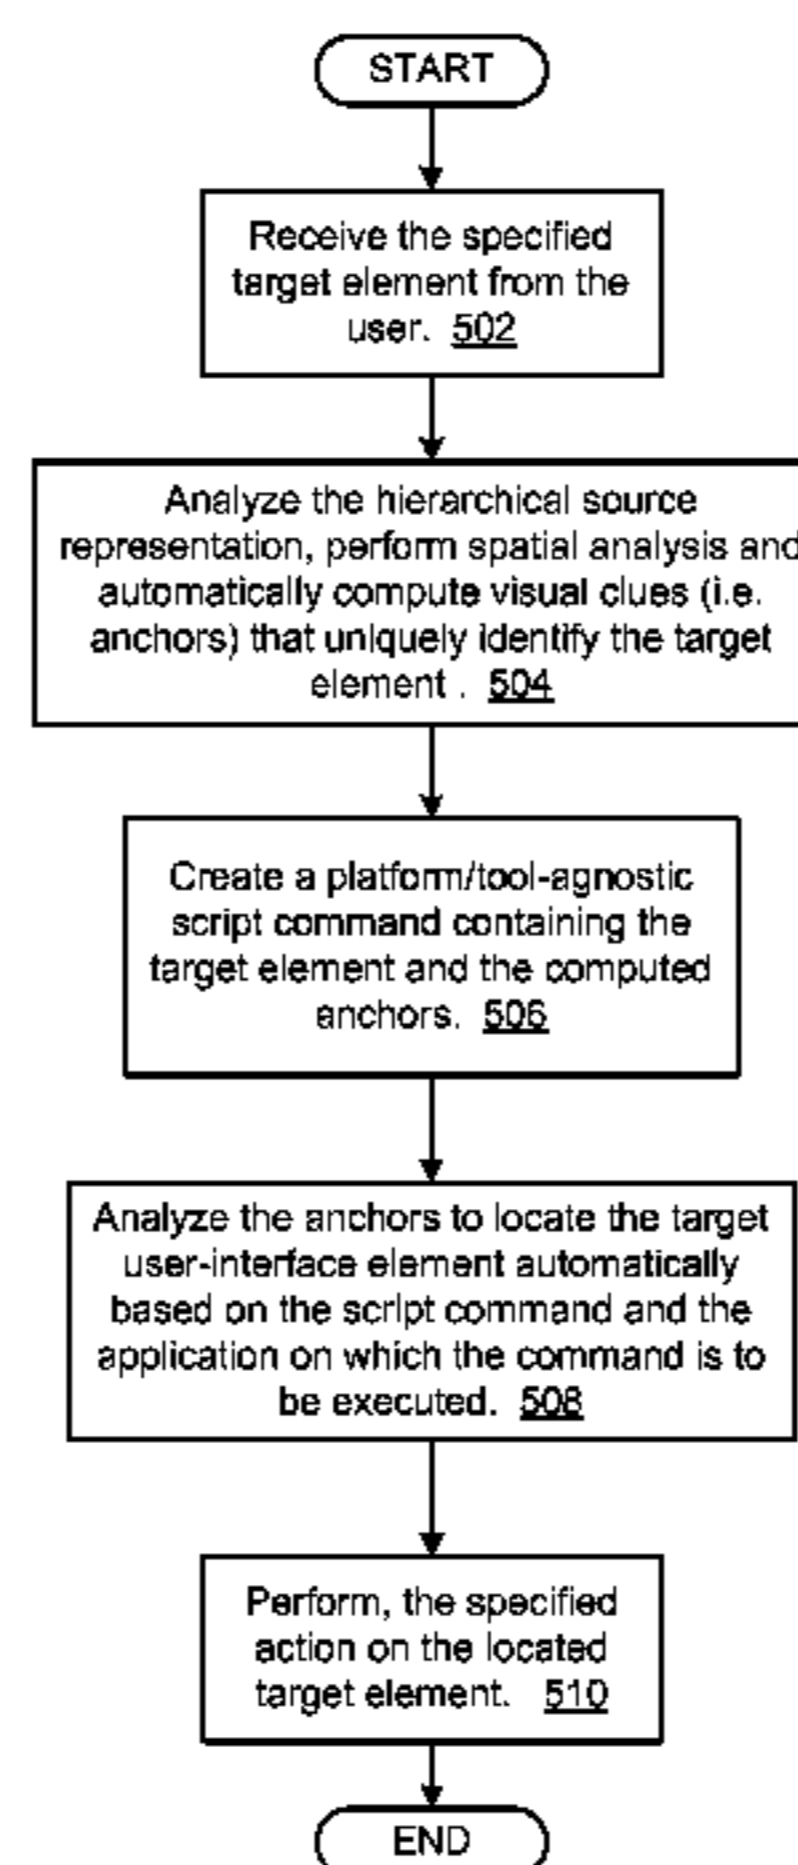 START
Receive the specified
target element from the
user. 502
Analyze the hierarchical source
representation, perform spatial analysis and
automatically compute visual clues (i.e.
anchors) that uniquely identify the target
element . 504
Create a platform/tool-agnostic
script command containing the
target element and the computed
anchors. 506
Analyze the anchors to locate the target
user-interface element automatically
based on the script command and the
application on which the command is to
be executed. 508
Perform, the specified
action on the located
target element. 510
END